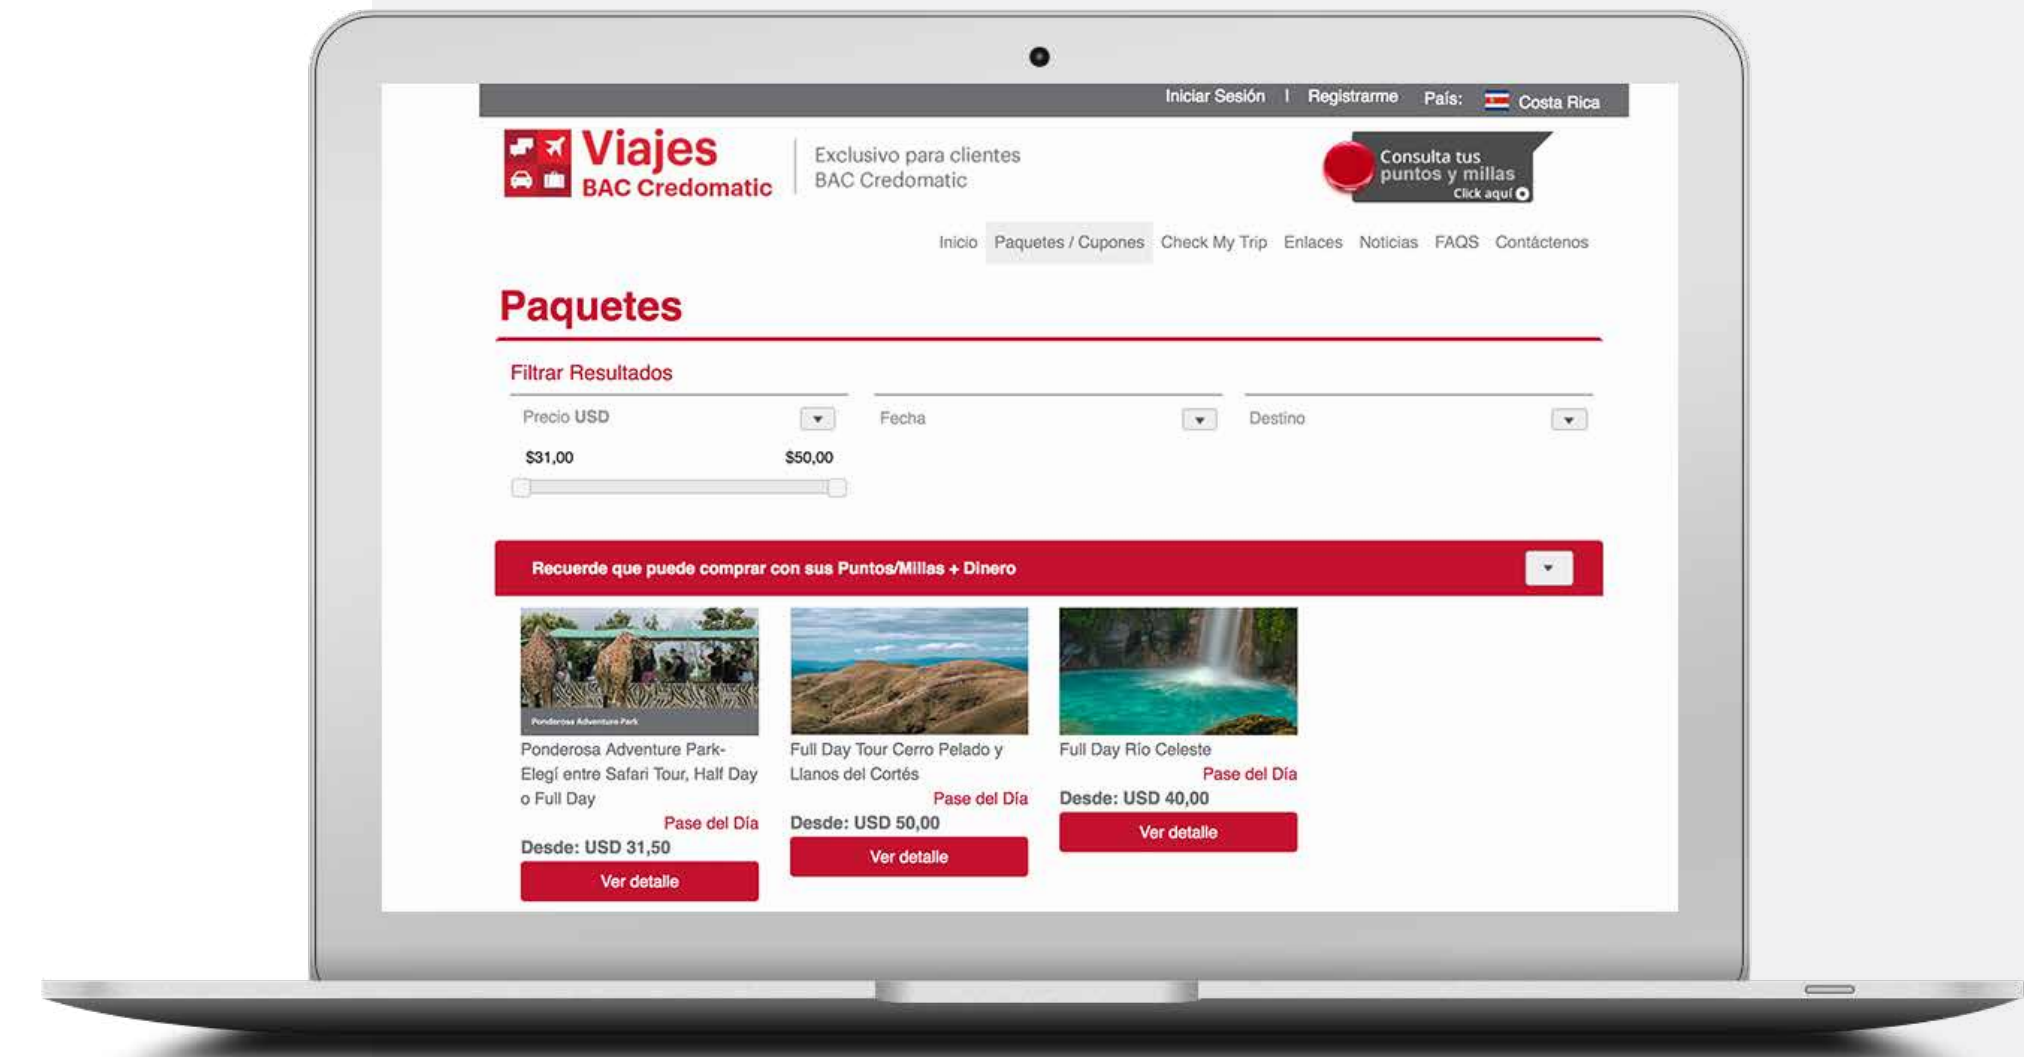 Iniciar Sesión | Registrarme País: Costa Rica
Viajes
BAC Credomatic
Exclusivo para clientes
BAC Credomatic
Consulta tus
puntos y millas
Click aquí
Inicio Paquetes / Cupones Check My Trip Enlaces Noticias FAQS Contáctenos
Paquetes
Filtrar Resultados
Precio USD
Fecha
Destino
$31,00 $50,00
Recuerde que puede comprar con sus Puntos/Millas + Dinero
Ponderosa Adventure Park
Ponderosa Adventure Park-
Elegí entre Safari Tour, Half Day
o Full Day
Pase del Día
Desde: USD 31,50
Ver detalle
Full Day Tour Cerro Pelado y
Llanos del Cortés
Pase del Día
Desde: USD 50,00
Ver detalle
Full Day Río Celeste
Pase del Día
Desde: USD 40,00
Ver detalle